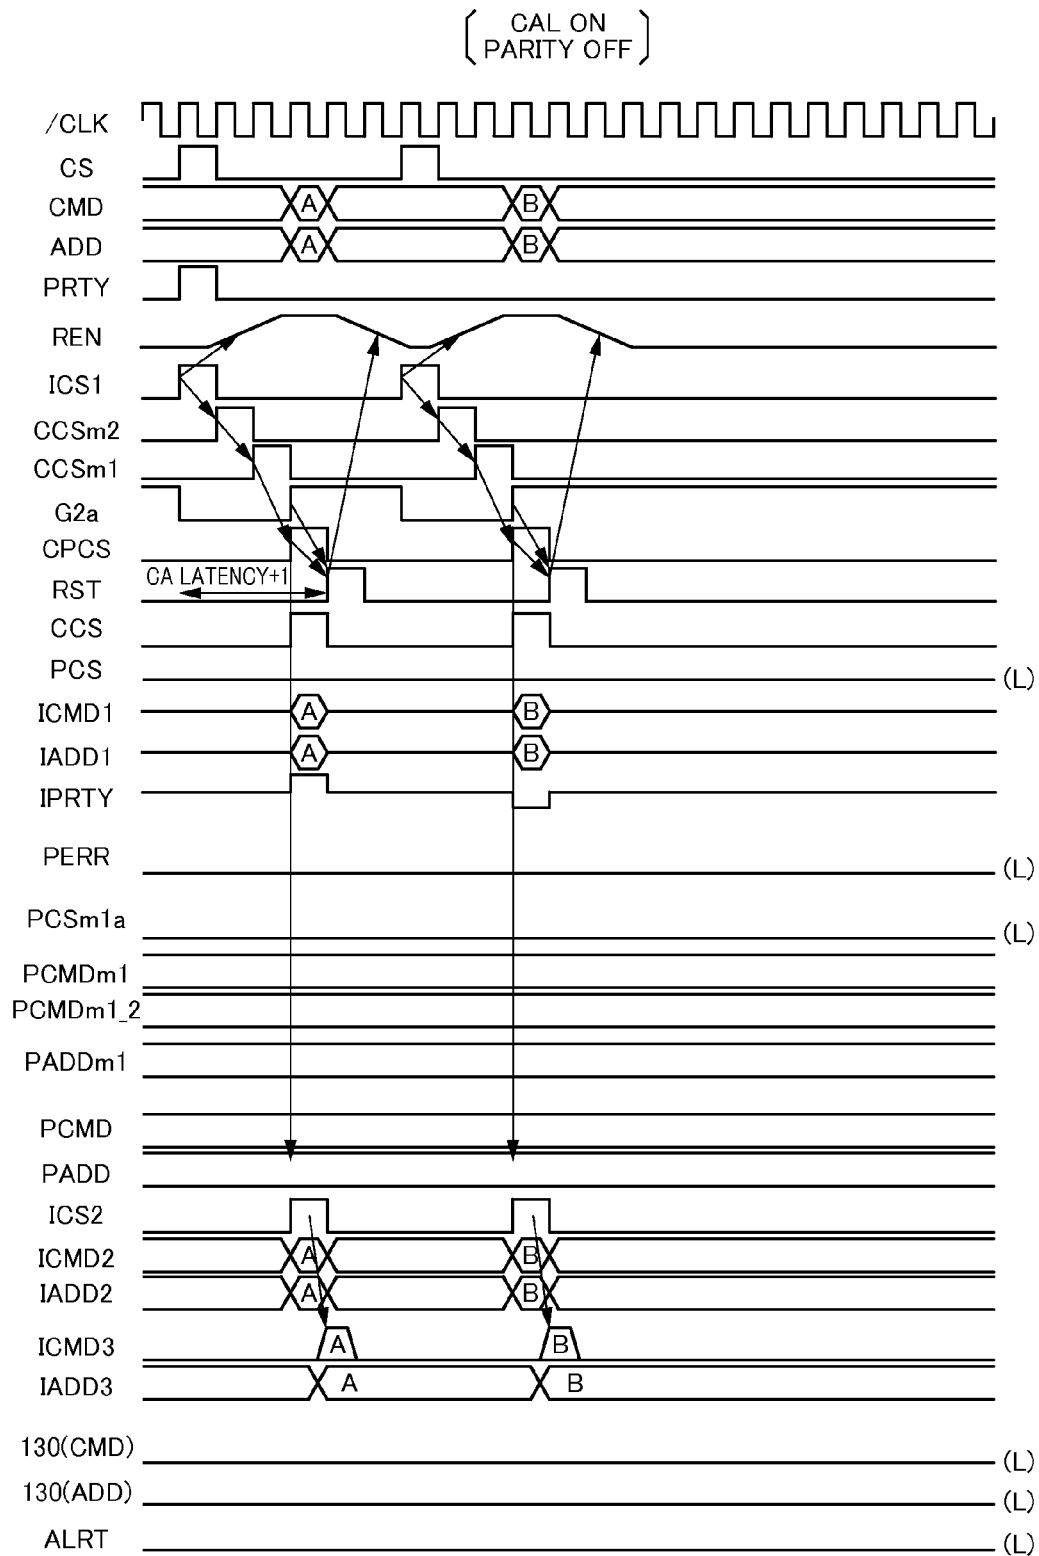 CAL ON
PARITY OFF
/CLK
CS
CMD A B
ADD A B
PRTY
REN
ICS1
CCSm2
CCSm1
G2a
CPCS
RST CA LATENCY+1
CCS
PCS (L)
ICMD1 A B
IADD1 A B
IPRTY
PERR (L)
PCSm1a (L)
PCMDm1
PCMDm1_2
PADDm1
PCMD
PADD
ICS2
ICMD2 A B
IADD2 A B
ICMD3 A B
IADD3 A B
130(CMD) (L)
130(ADD) (L)
ALRT (L)